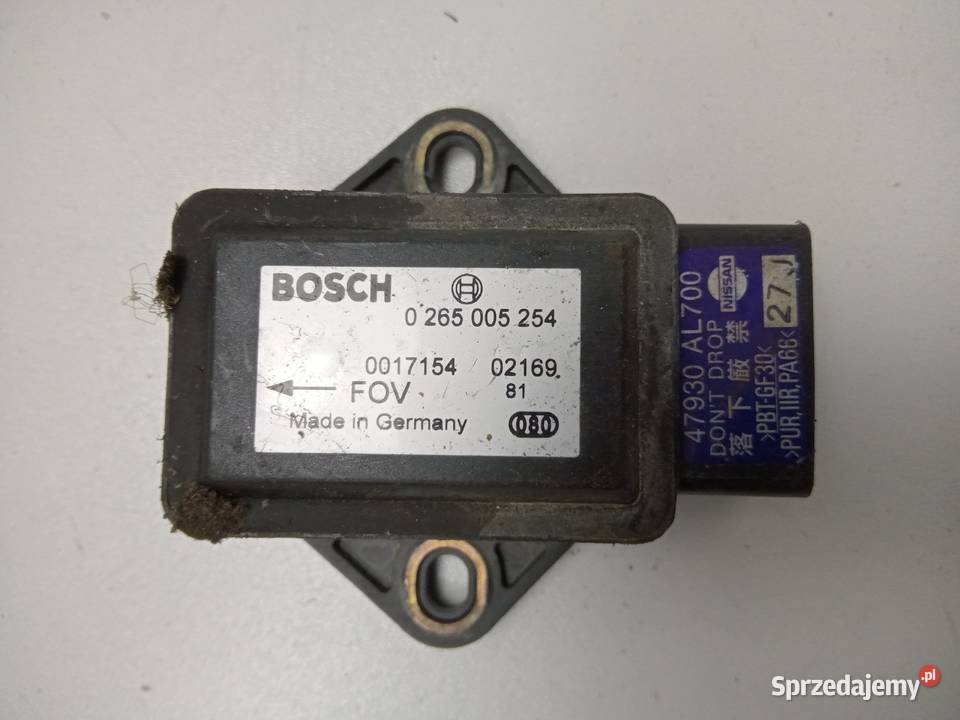 BOSCH
0 265 005 254
0017154 02169
FOV 81
Made in Germany 080
47930 AL700
DON'T DROP
落下厳禁
>PBT-GF30<
>PUR,IIR,PA66<
NISSAN
27 J
Sprzedajemy.pl